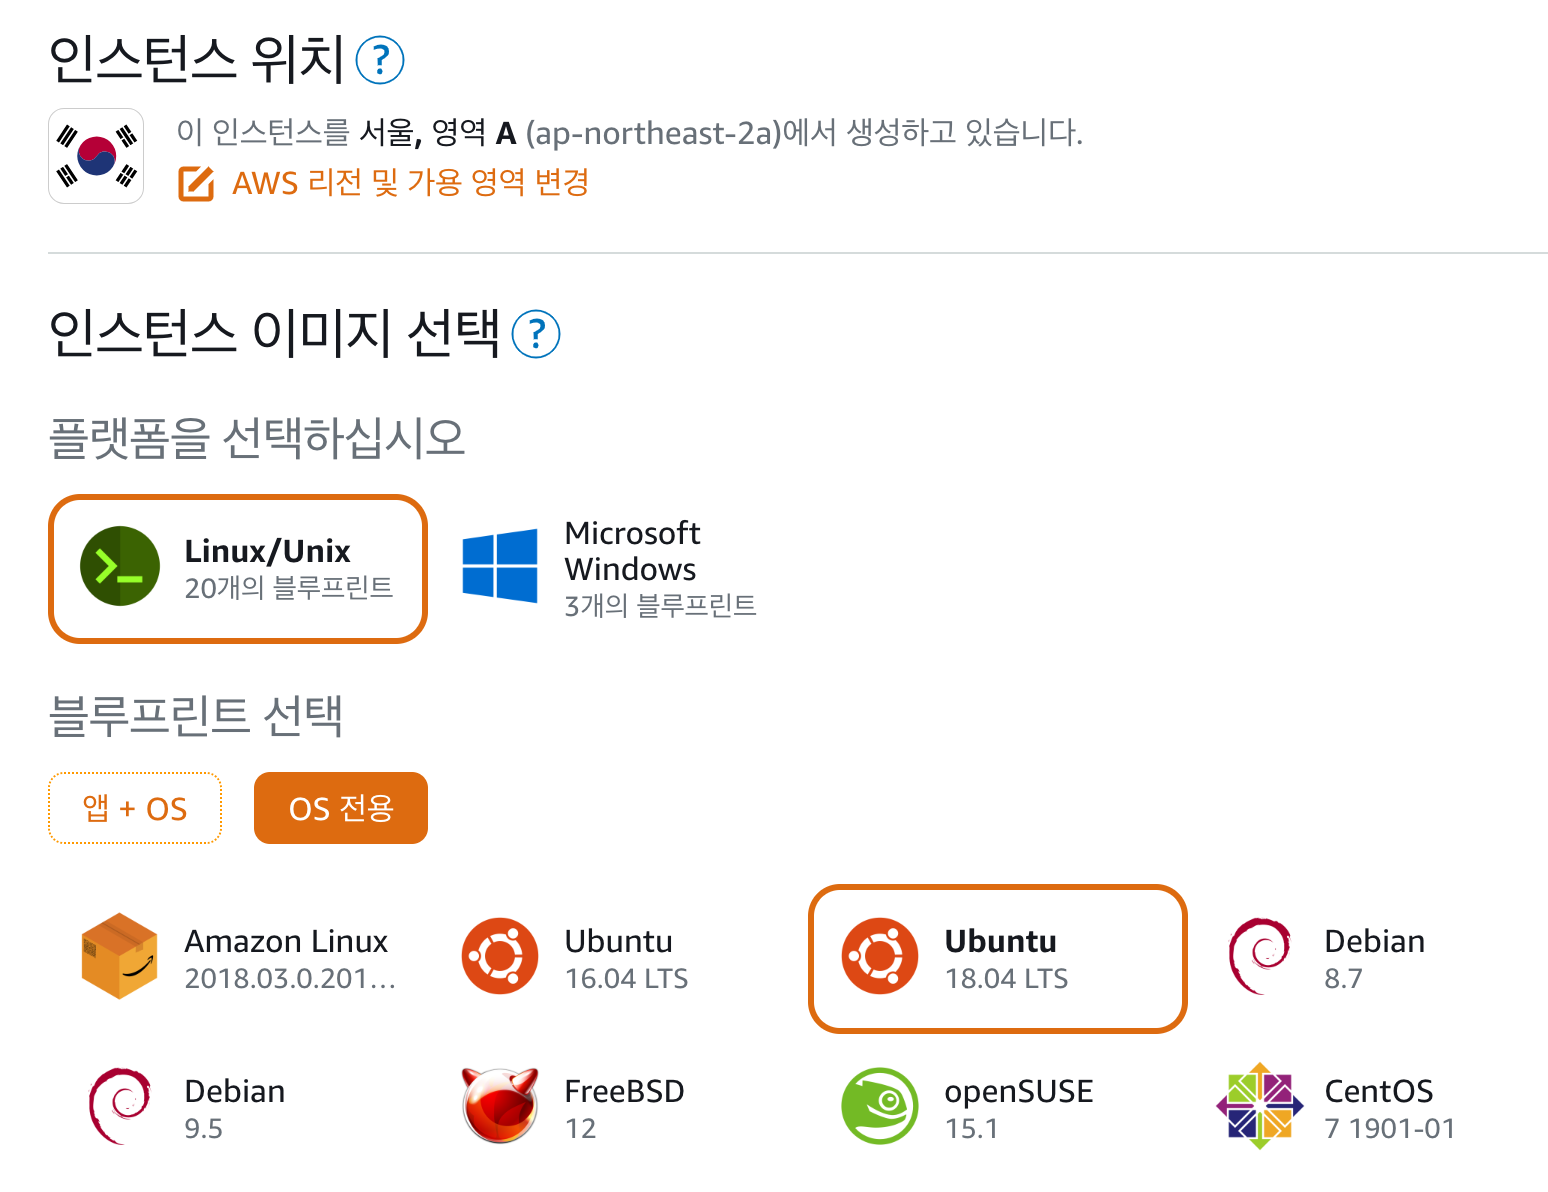 인스턴스 위치 ?
이 인스턴스를 서울, 영역 A (ap-northeast-2a)에서 생성하고 있습니다.
AWS 리전 및 가용 영역 변경
인스턴스 이미지 선택 ?
플랫폼을 선택하십시오
Linux/Unix
20개의 블루프린트
Microsoft
Windows
3개의 블루프린트
블루프린트 선택
앱 + OS
OS 전용
Amazon Linux
2018.03.0.201...
Ubuntu
16.04 LTS
Ubuntu
18.04 LTS
Debian
8.7
Debian
9.5
FreeBSD
12
openSUSE
15.1
CentOS
7 1901-01